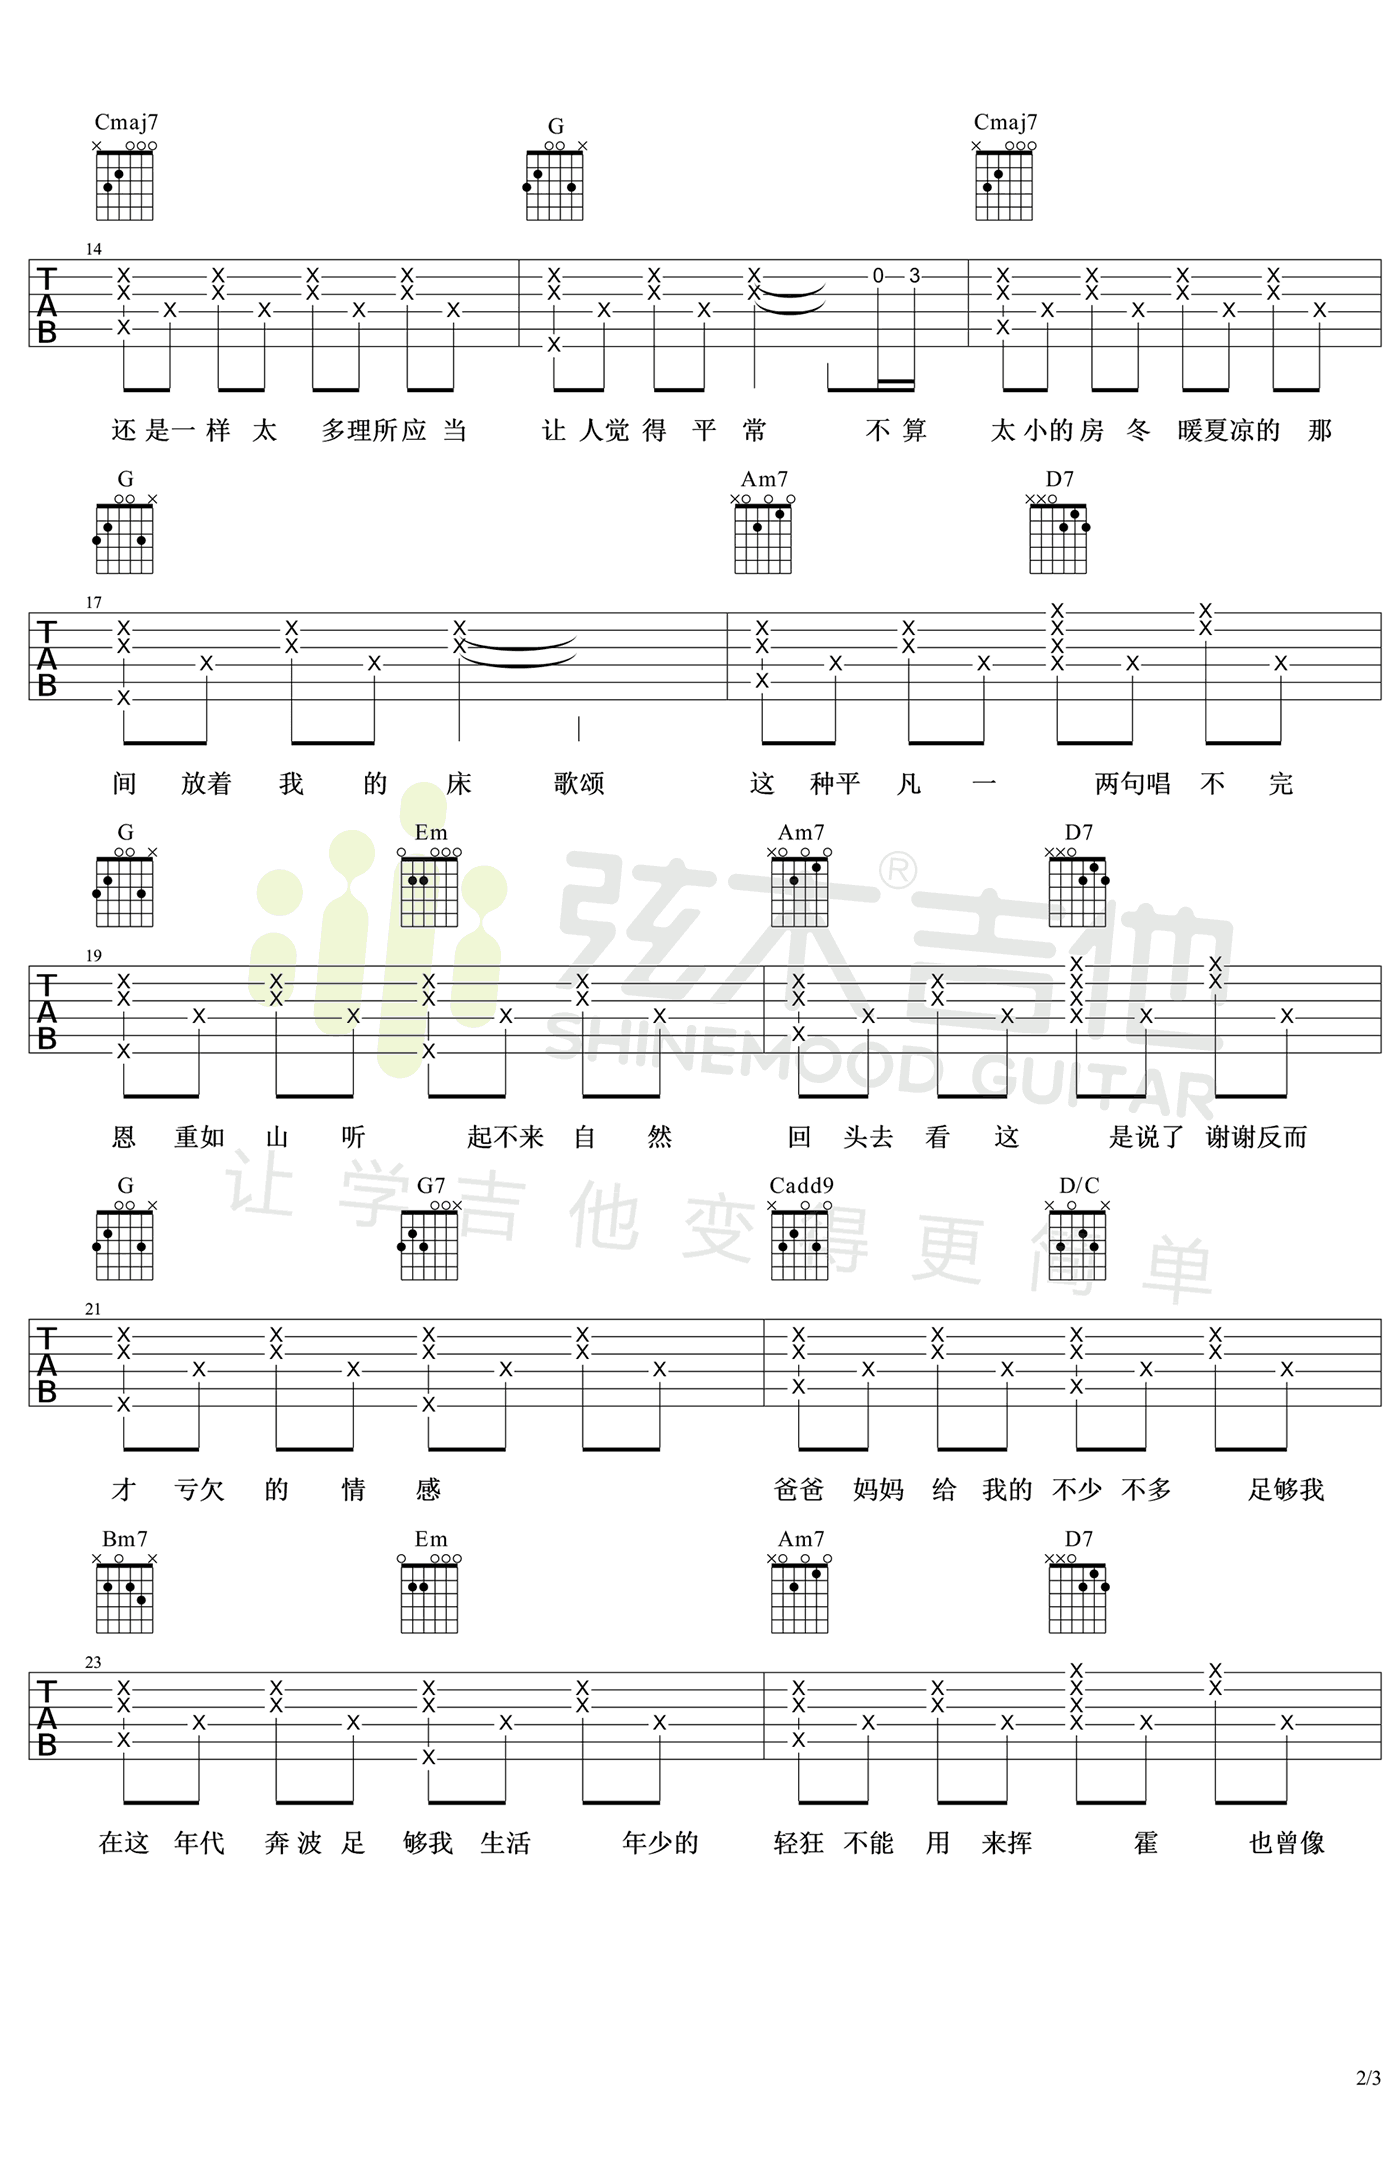 Cmaj7 G Cmaj7
14
T X X X X X X X X 0 3 X X X X
A X X X X X X X X X X X X X X X
B X X X
还 是一 样 太 多理所应 当 让 人觉 得 平 常 不 算 太 小的 房 冬 暖夏凉的 那
G Am7 D7
17
TAB
间 放着 我 的 床 歌颂 这 种平 凡 一 两句唱 不 完
G Em Am7 D7
弦木吉他®
19
TAB
SHINEMOOD GUITAR
恩 重如 山 听 起不来 自 然 回 头去 看 这 是说了 谢谢反而
让学吉他变得更简单
G G7 Cadd9 D/C
21
TAB
才 亏欠 的 情 感 爸爸 妈妈 给 我的 不少 不多 足够我
Bm7 Em Am7 D7
23
TAB
在这 年代 奔 波 足 够我 生活 年少的 轻狂 不能 用 来挥 霍 也曾像
2/3